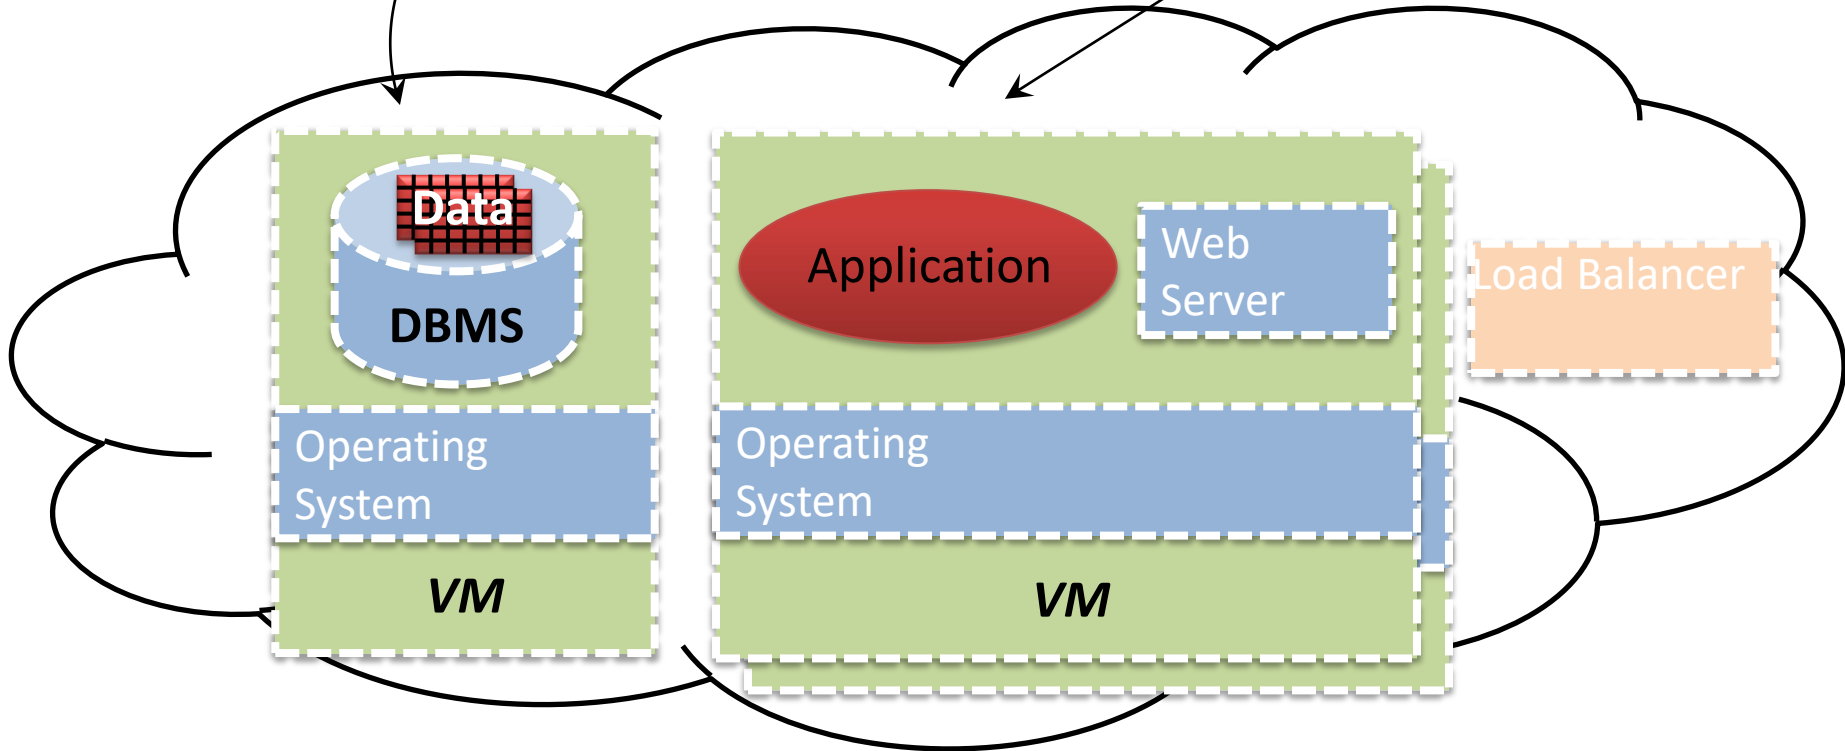 Data
DBMS
Operating
System
VM
Application
Web
Server
Operating
System
VM
Load Balancer